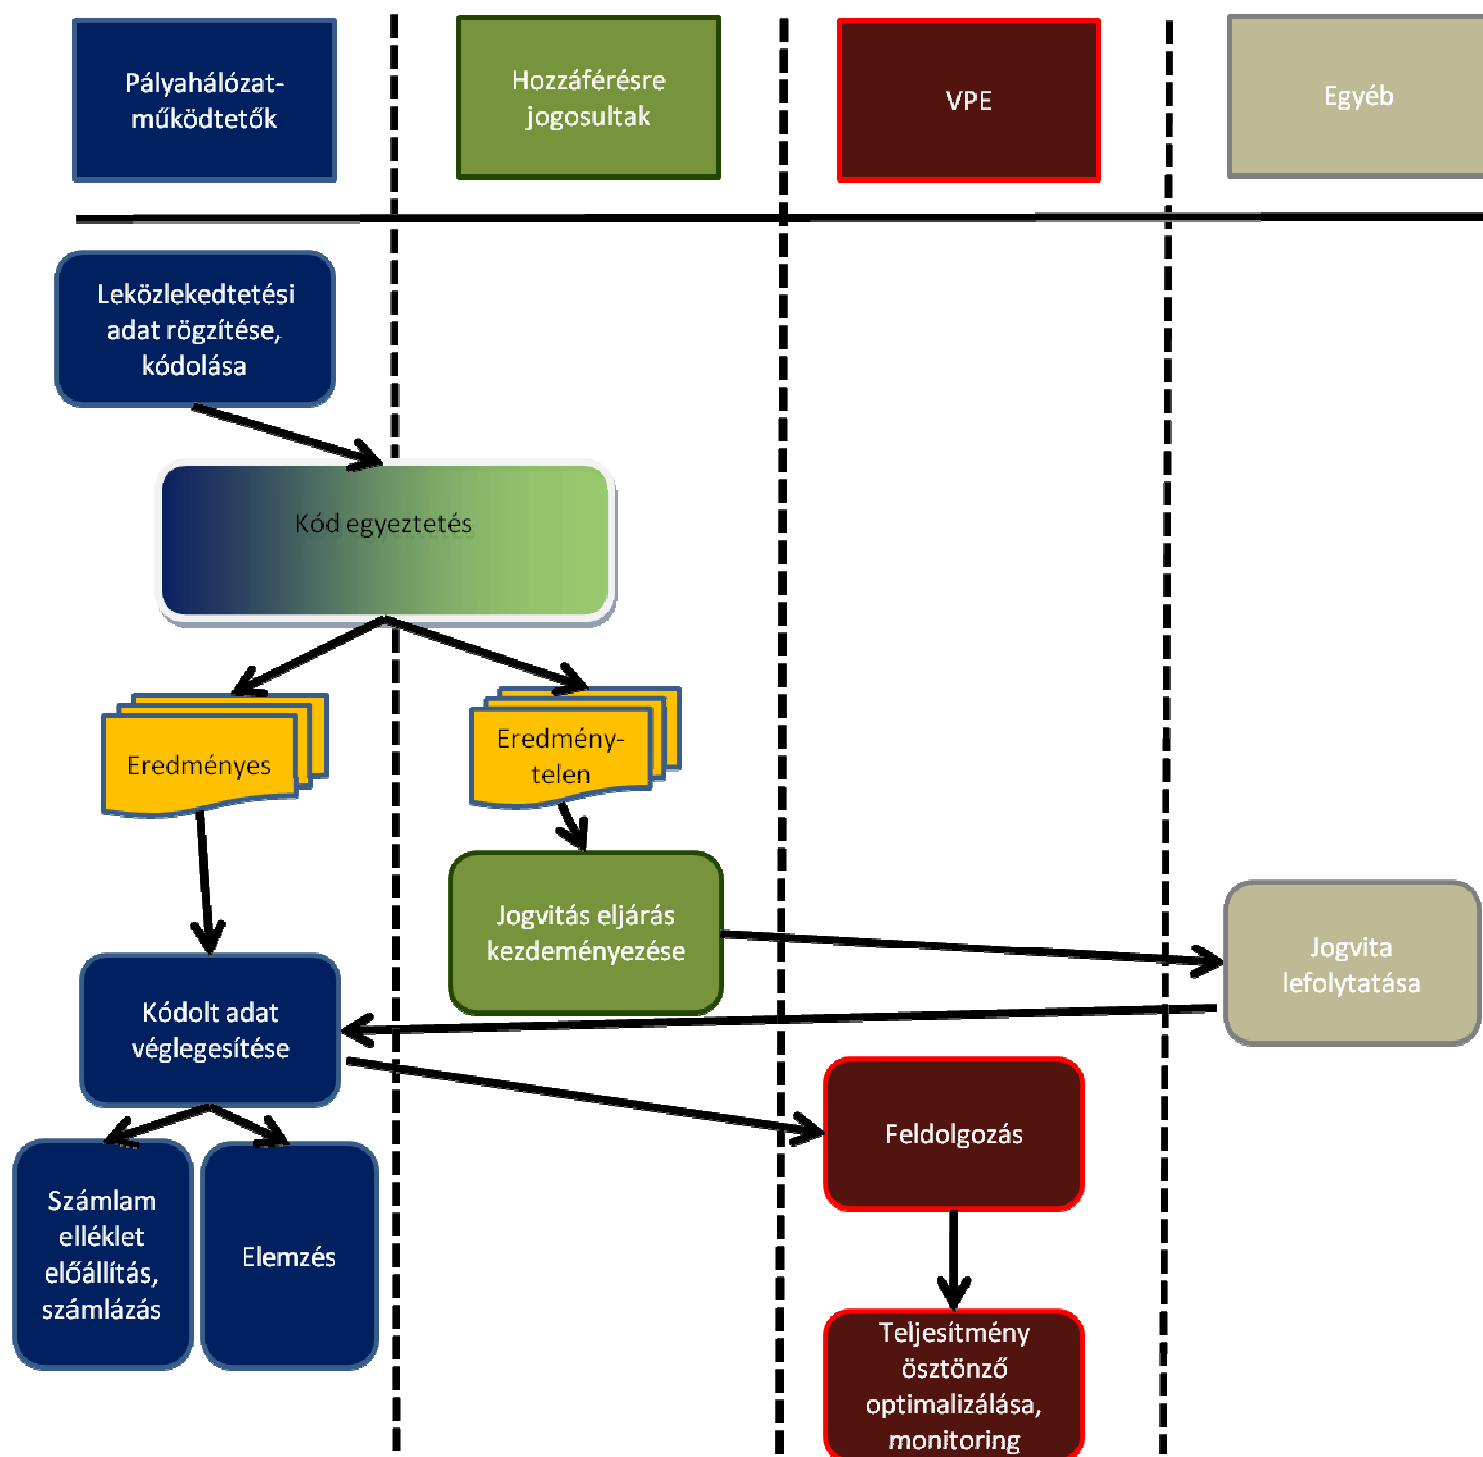 Pályahálózat-
működtetők
Hozzáférésre
jogosultak
VPE
Egyéb
Leközlekedtetési
adat rögzítése,
kódolása
Kód egyeztetés
Eredményes
Eredmény-
telen
Jogvitás eljárás
kezdeményezése
Jogvita
lefolytatása
Kódolt adat
véglegesítése
Feldolgozás
Számlam
elléklet
előállítás,
számlázás
Elemzés
Teljesítmény
ösztönző
optimalizálása,
monitoring